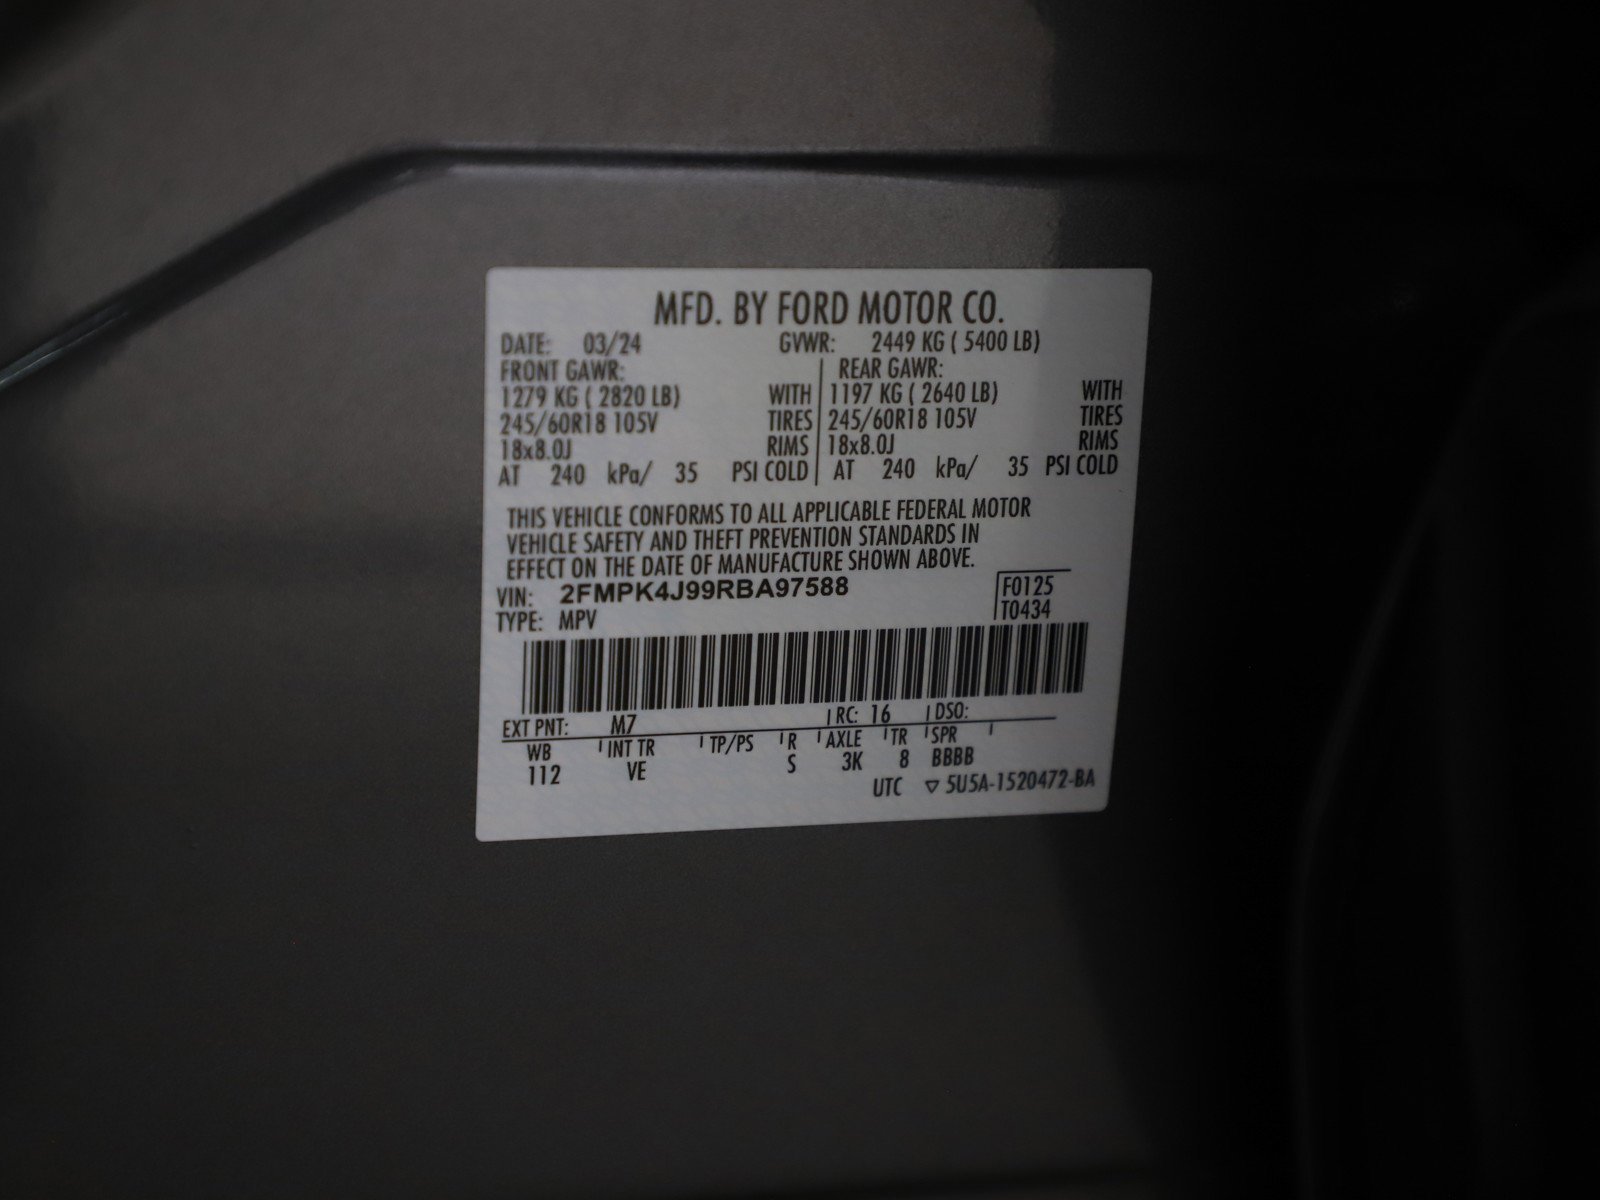 MFD. BY FORD MOTOR CO.
DATE: 03/24 GVWR: 2449 KG ( 5400 LB)
FRONT GAWR: REAR GAWR:
1279 KG ( 2820 LB) WITH 1197 KG ( 2640 LB) WITH
245/60R18 105V TIRES 245/60R18 105V TIRES
18x8.0J RIMS 18x8.0J RIMS
AT 240 kPa/ 35 PSI COLD AT 240 kPa/ 35 PSI COLD
THIS VEHICLE CONFORMS TO ALL APPLICABLE FEDERAL MOTOR
VEHICLE SAFETY AND THEFT PREVENTION STANDARDS IN
EFFECT ON THE DATE OF MANUFACTURE SHOWN ABOVE.
VIN: 2FMPK4J99RBA97588 F0125
TYPE: MPV T0434
EXT PNT: M7 RC: 16 DSO:
WB INT TR TP/PS R AXLE TR SPR
112 VE S 3K 8 BBBB
UTC ▽ 5U5A-1520472-BA